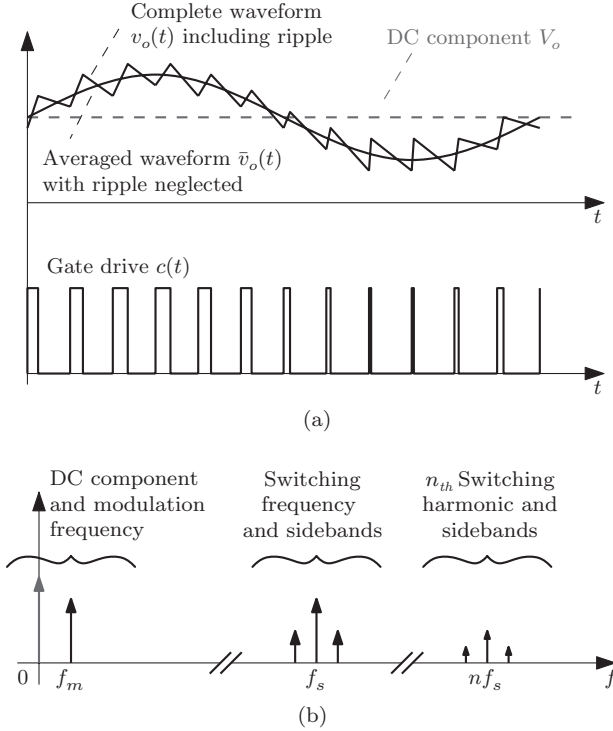 Complete waveform
v_o(t) including ripple
DC component V_o
Averaged waveform v̄_o(t)
with ripple neglected
t
Gate drive c(t)
t
(a)
DC component
and modulation
frequency
Switching
frequency
and sidebands
n_th Switching
harmonic and
sidebands
0 f_m f_s nf_s f
(b)